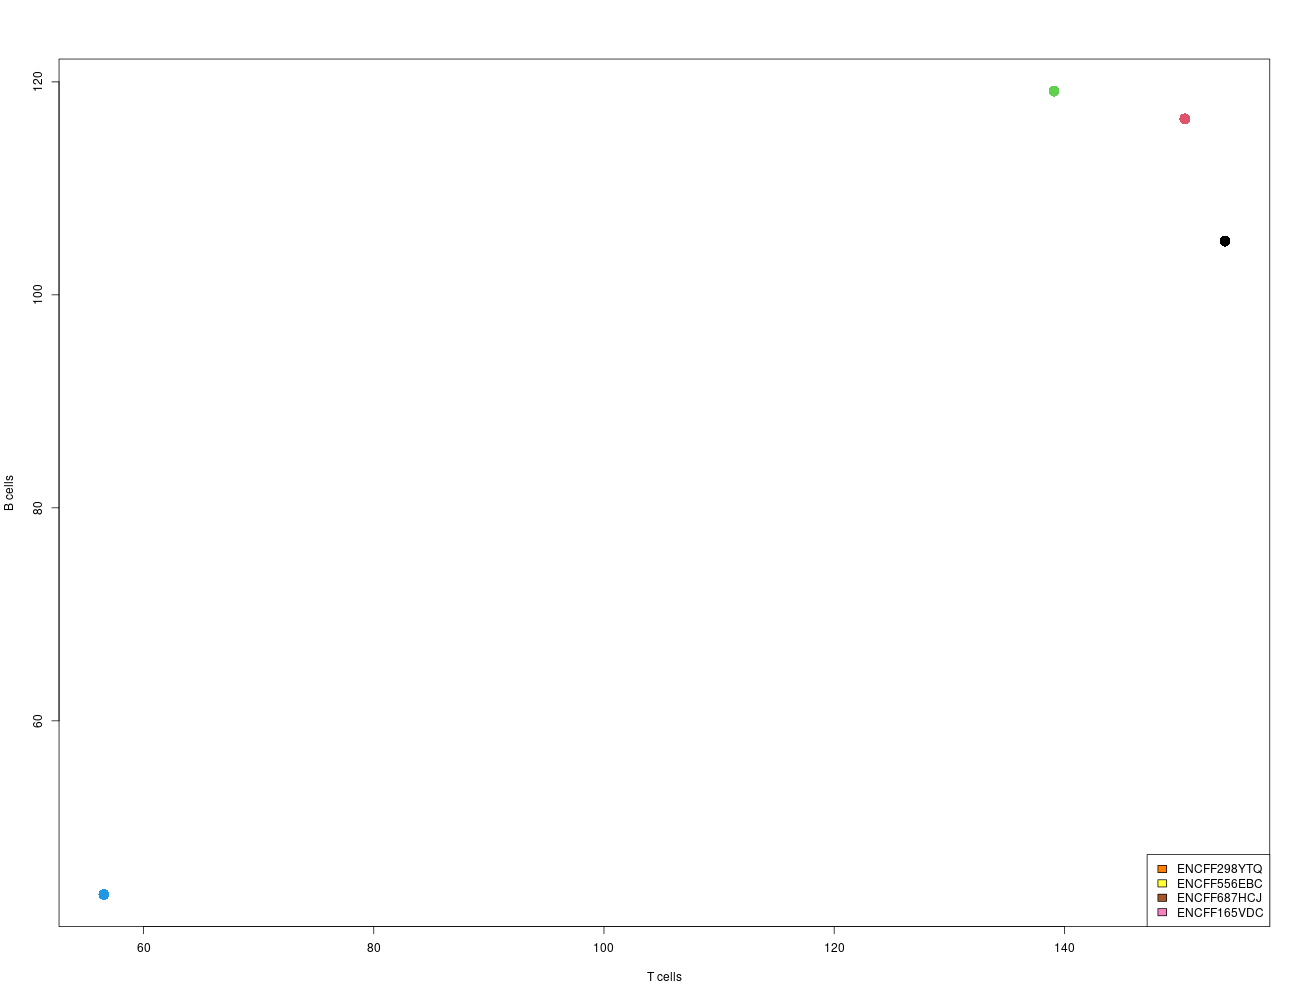 120
100
80
60
B cells
60 80 100 120 140
T cells
ENCFF298YTQ
ENCFF556EBC
ENCFF687HCJ
ENCFF165VDC